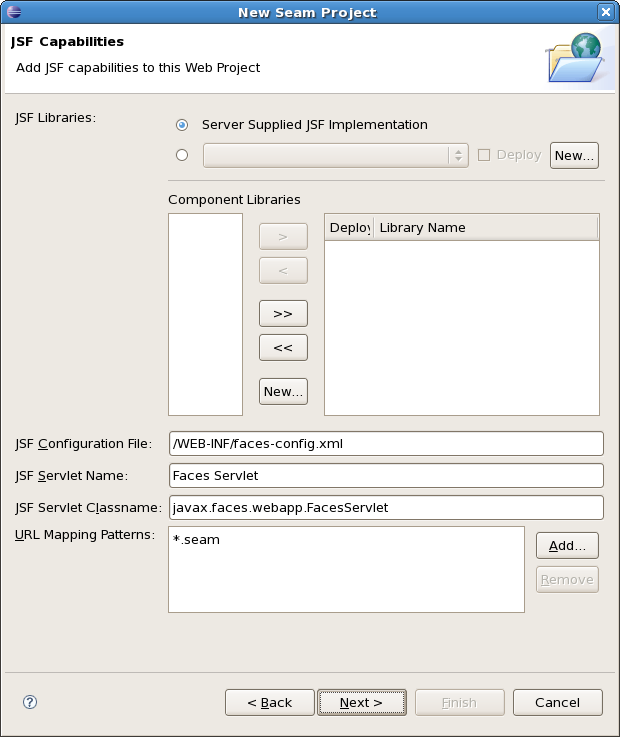 New Seam Project
JSF Capabilities
Add JSF capabilities to this Web Project
JSF Libraries:
Server Supplied JSF Implementation
Deploy
New...
Component Libraries
Deploy Library Name
>
<
>>
<<
New...
JSF Configuration File: /WEB-INF/faces-config.xml
JSF Servlet Name: Faces Servlet
JSF Servlet Classname: javax.faces.webapp.FacesServlet
URL Mapping Patterns: *.seam
Add...
Remove
? < Back Next > Finish Cancel